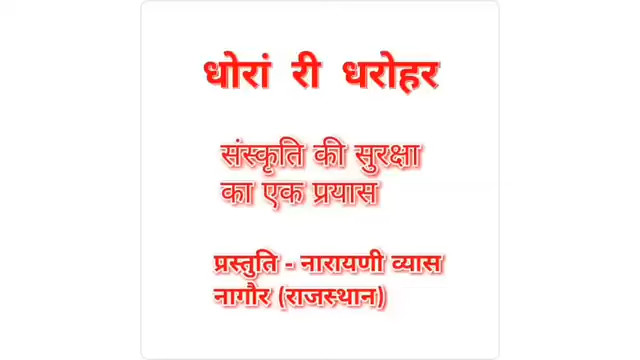 धोरां री धरोहर
संस्कृति की सुरक्षा
का एक प्रयास
प्रस्तुति - नारायणी व्यास
नागौर (राजस्थान)